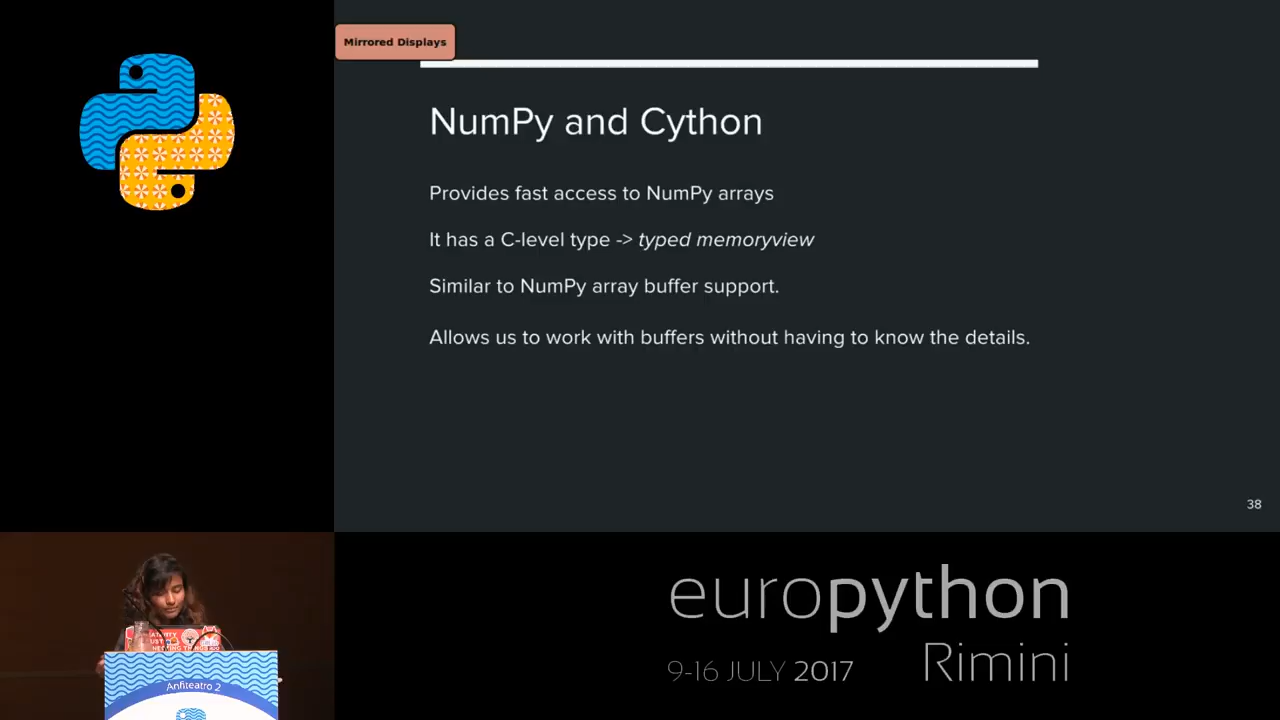 Mirrored Displays
NumPy and Cython
Provides fast access to NumPy arrays
It has a C-level type -> typed memoryview
Similar to NumPy array buffer support.
Allows us to work with buffers without having to know the details.
38
Anfiteatro 2
europython
9-16 JULY 2017
Rimini